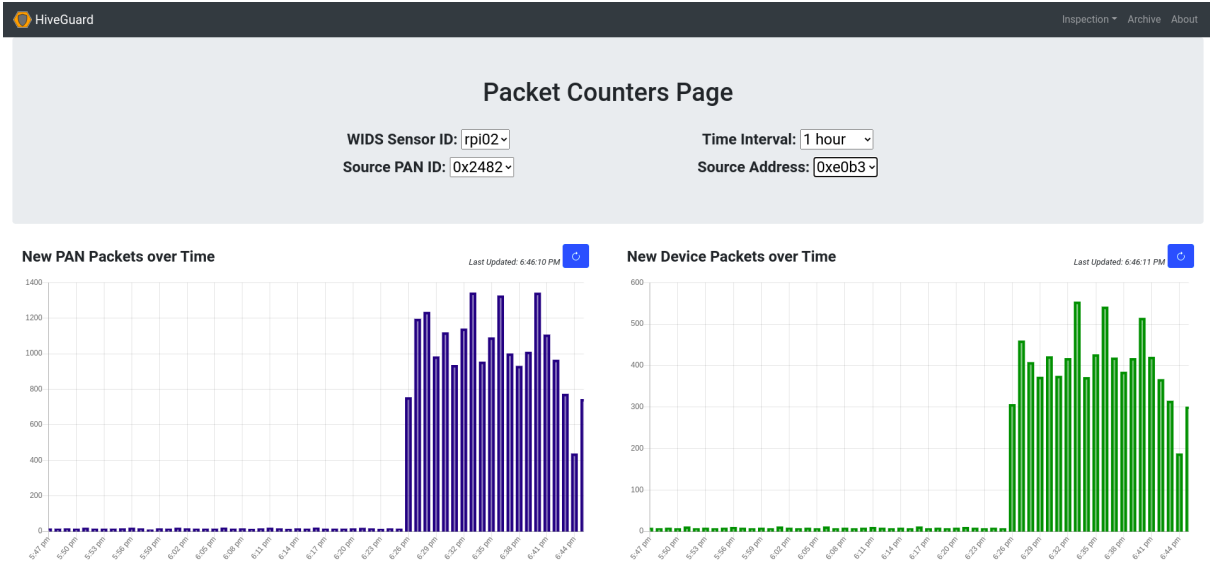 HiveGuard Inspection Archive About
Packet Counters Page
WIDS Sensor ID: rpi02 Time Interval: 1 hour
Source PAN ID: 0x2482 Source Address: 0xe0b3
New PAN Packets over Time Last Updated: 6:46:10 PM
1400
1200
1000
800
600
400
200
0
5:47 pm 5:50 pm 5:53 pm 5:56 pm 5:59 pm 6:02 pm 6:05 pm 6:08 pm 6:11 pm 6:14 pm 6:17 pm 6:20 pm 6:23 pm 6:26 pm 6:29 pm 6:32 pm 6:35 pm 6:38 pm 6:41 pm 6:44 pm
New Device Packets over Time Last Updated: 6:46:11 PM
600
500
400
300
200
100
0
5:47 pm 5:50 pm 5:53 pm 5:56 pm 5:59 pm 6:02 pm 6:05 pm 6:08 pm 6:11 pm 6:14 pm 6:17 pm 6:20 pm 6:23 pm 6:26 pm 6:29 pm 6:32 pm 6:35 pm 6:38 pm 6:41 pm 6:44 pm